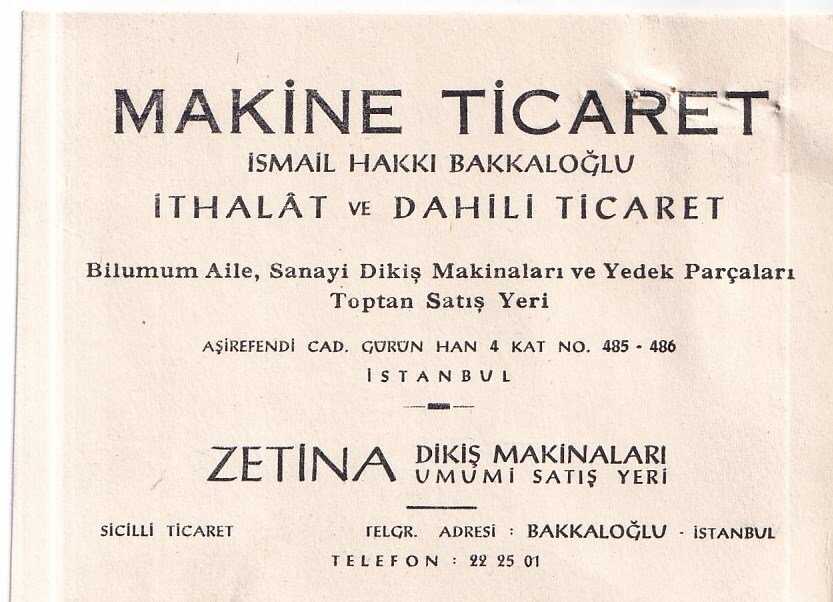 MAKİNE TİCARET
İSMAİL HAKKI BAKKALOĞLU
İTHALÂT VE DAHİLİ TİCARET
Bilumum Aile, Sanayi Dikiş Makinaları ve Yedek Parçaları
Toptan Satış Yeri
AŞİREFENDİ CAD. GÜRÜN HAN 4 KAT NO. 485 - 486
İSTANBUL
ZETİNA DİKİŞ MAKİNALARI
UMUMİ SATIŞ YERİ
SİCİLLİ TİCARET TELGR. ADRESİ : BAKKALOĞLU - İSTANBUL
TELEFON : 22 25 01